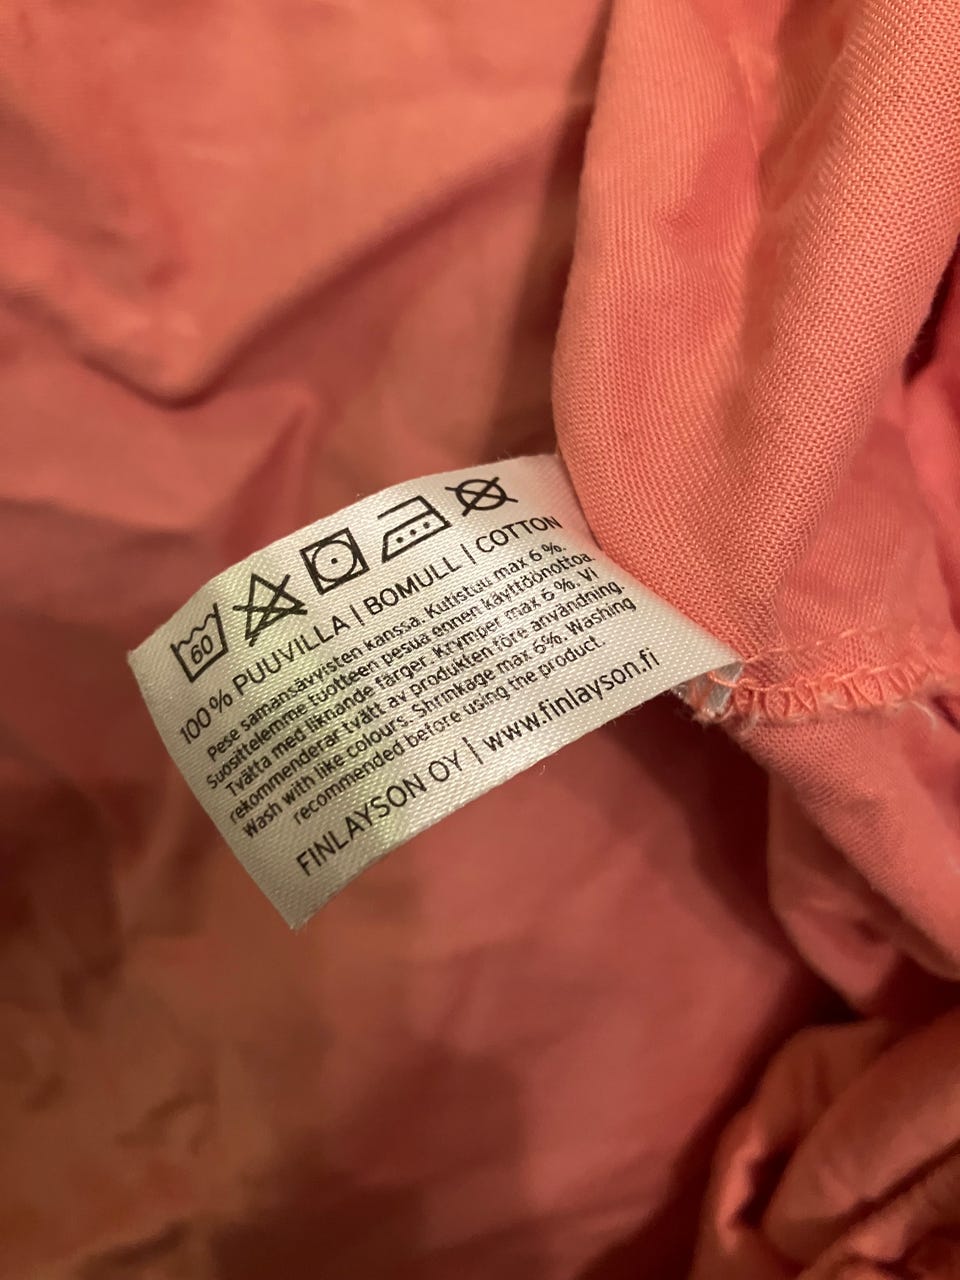 60
100% PUUVILLA | BOMULL | COTTON
Pese samansävyisten kanssa. Kutistuu max 6 %.
Suosittelemme tuotteen pesua ennen käyttöönottoa.
Tvätta med liknande färger. Krymper max 6 %. Vi
rekommenderar tvätt av produkten före användning.
Wash with like colours. Shrinkage max 6%. Washing
recommended before using the product.
FINLAYSON OY | www.finlayson.fi